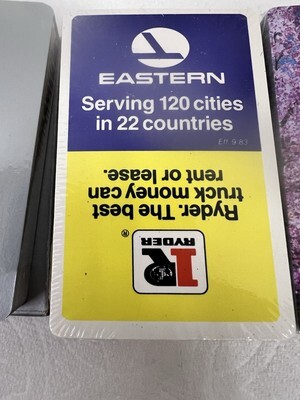 EASTERN
Serving 120 cities
in 22 countries
Eff. 9 83
Ryder. The best
truck money can
rent or lease.
R
RYDER
®